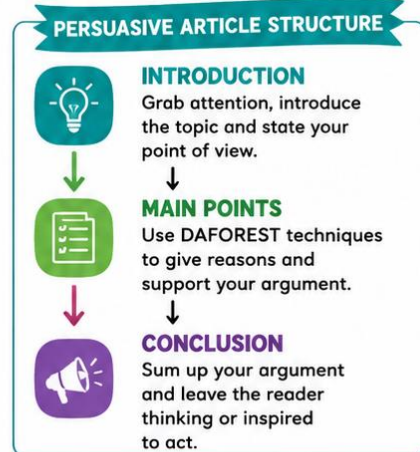 PERSUASIVE ARTICLE STRUCTURE
INTRODUCTION
Grab attention, introduce
the topic and state your
point of view.
MAIN POINTS
Use DAFOREST techniques
to give reasons and
support your argument.
CONCLUSION
Sum up your argument
and leave the reader
thinking or inspired
to act.